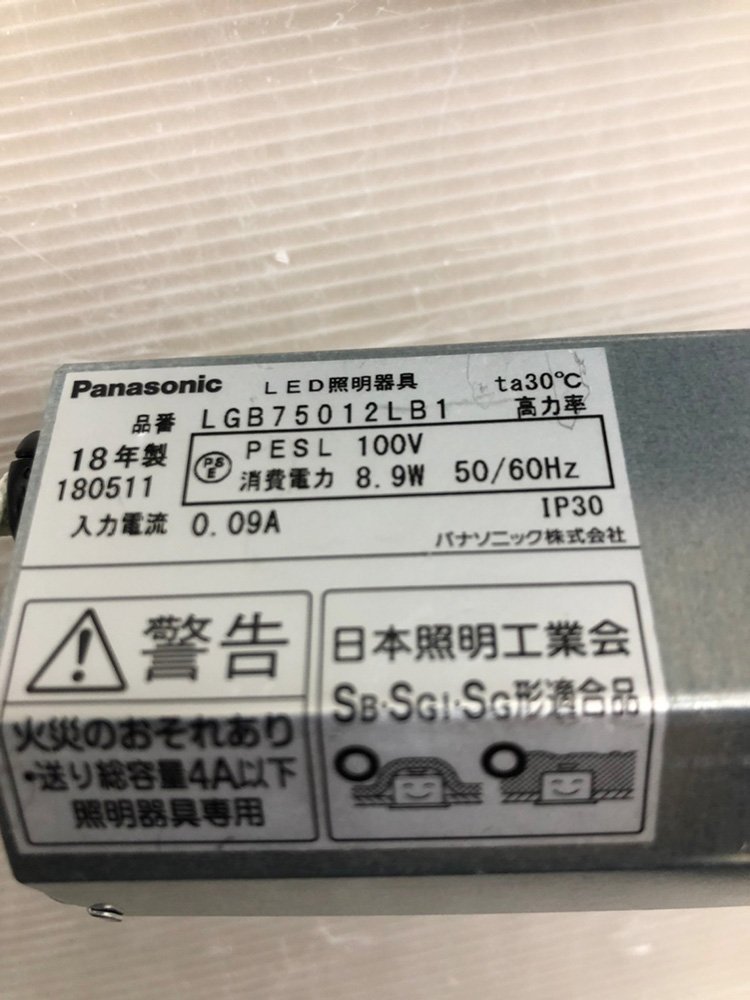 Panasonic LED照明器具 ta30℃
品番 LGB75012LB1 高力率
18年製 PS E PESL 100V
180511 消費電力 8.9W 50/60Hz
入力電流 0.09A IP30
パナソニック株式会社
警告
火災のおそれあり
・送り総容量4A以下
照明器具専用
日本照明工業会
SB・SGI・SG形適合品